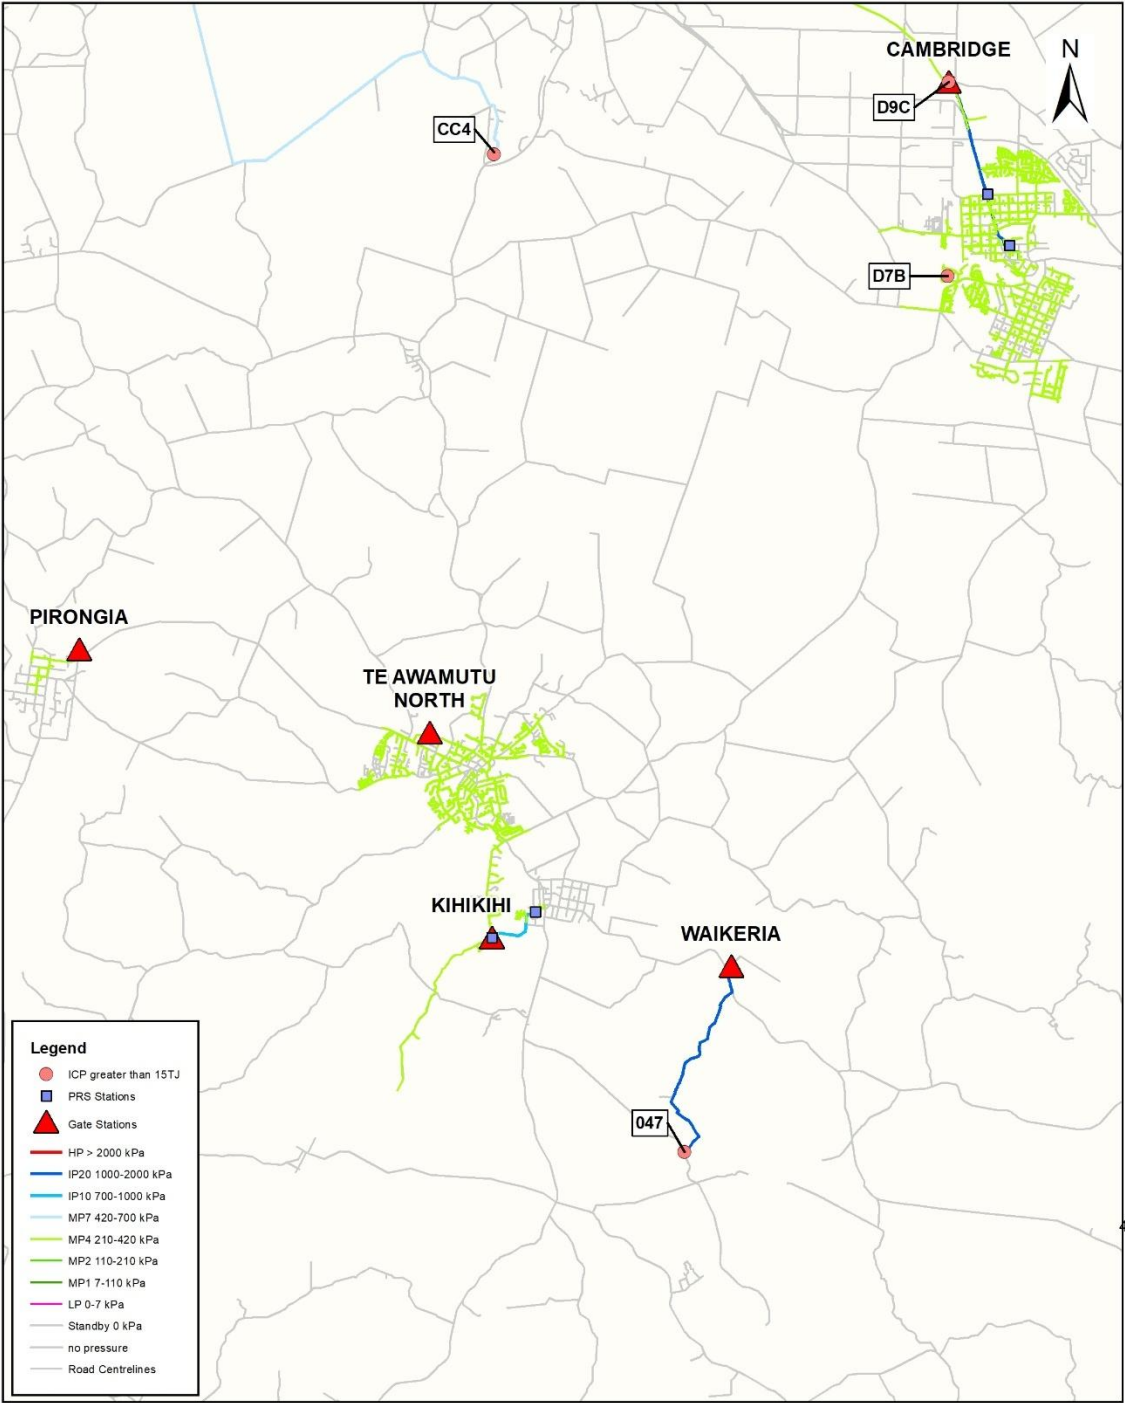 CAMBRIDGE
N
D9C
CC4
D7B
PIRONGIA
TE AWAMUTU
NORTH
KIHIKIHI
WAIKERIA
047
4
Legend
ICP greater than 15TJ
PRS Stations
Gate Stations
HP > 2000 kPa
IP20 1000-2000 kPa
IP10 700-1000 kPa
MP7 420-700 kPa
MP4 210-420 kPa
MP2 110-210 kPa
MP1 7-110 kPa
LP 0-7 kPa
Standby 0 kPa
no pressure
Road Centrelines